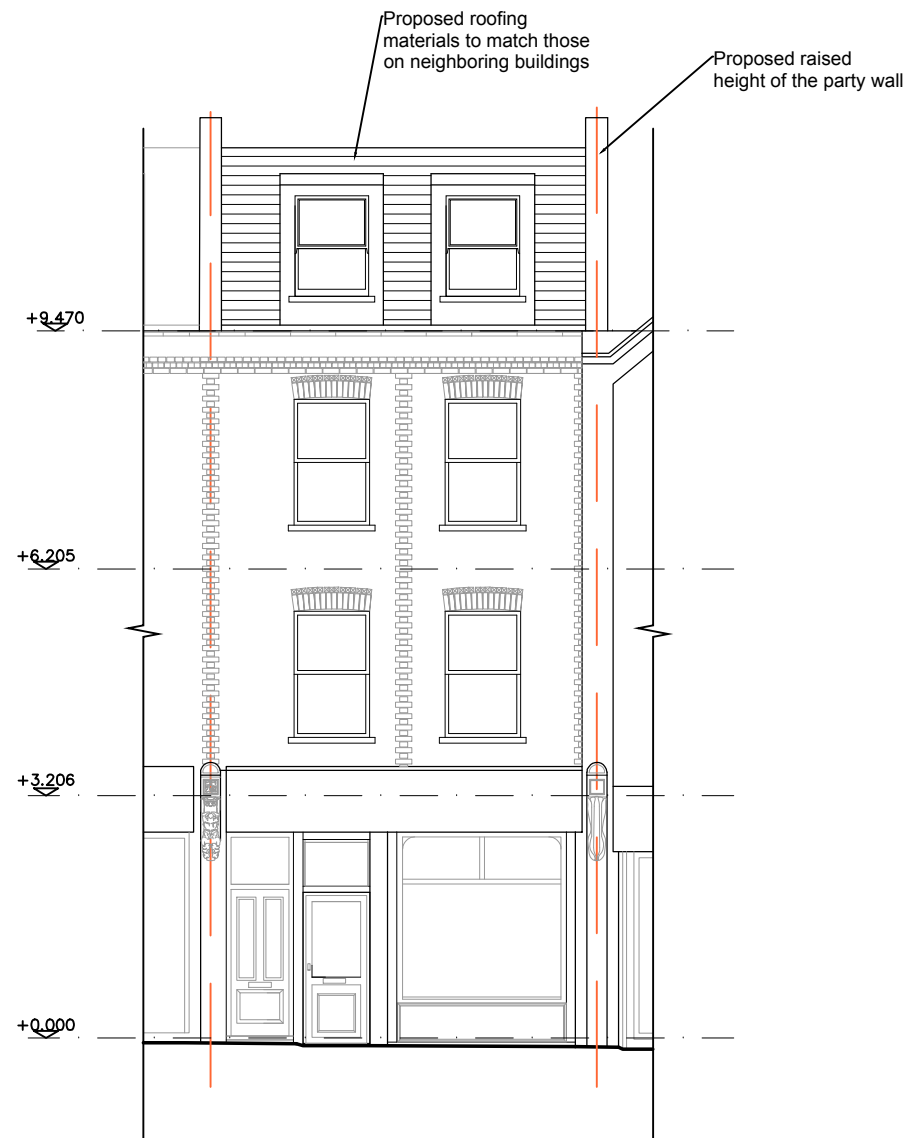 Proposed roofing
materials to match those
on neighboring buildings
Proposed raised
height of the party wall
+9.470
+6.205
+3.206
+0.000